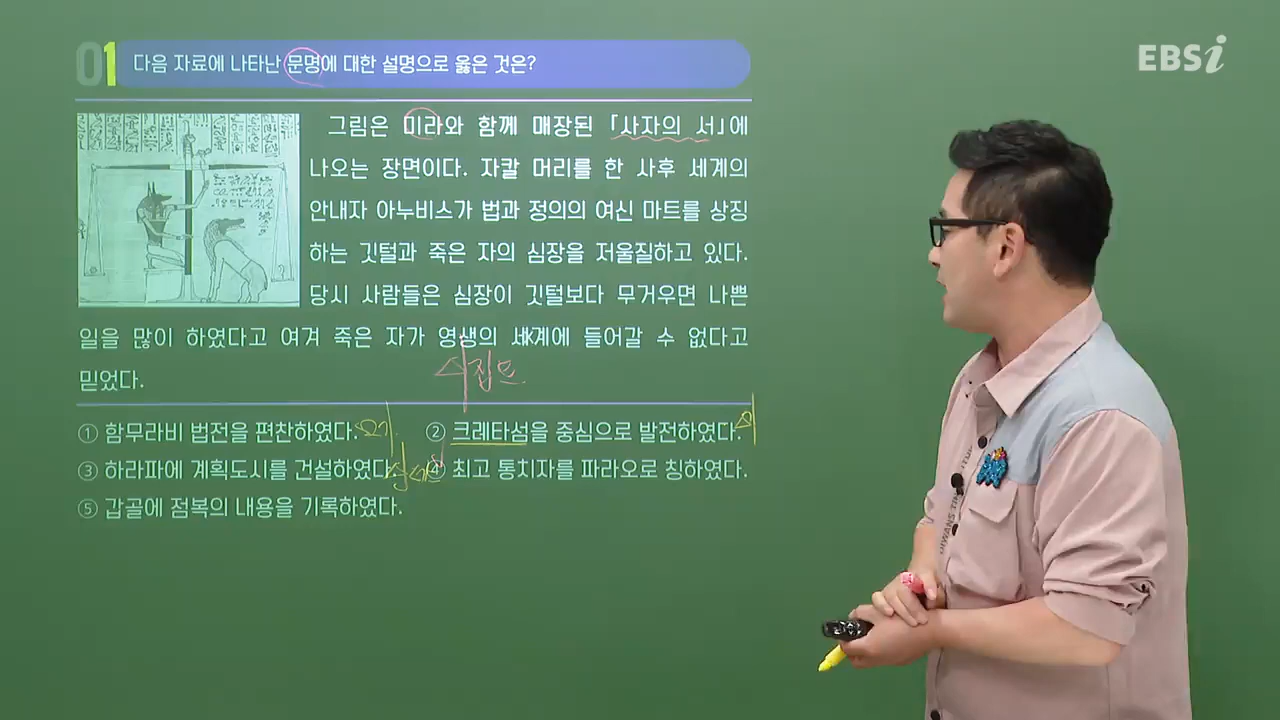 01 다음 자료에 나타난 문명에 대한 설명으로 옳은 것은?
EBSi
그림은 미라와 함께 매장된 「사자의 서」에
나오는 장면이다. 자칼 머리를 한 사후 세계의
안내자 아누비스가 법과 정의의 여신 마트를 상징
하는 깃털과 죽은 자의 심장을 저울질하고 있다.
당시 사람들은 심장이 깃털보다 무거우면 나쁜
일을 많이 하였다고 여겨 죽은 자가 영생의 세계에 들어갈 수 없다고
믿었다.
① 함무라비 법전을 편찬하였다. ② 크레타섬을 중심으로 발전하였다.
③ 하라파에 계획도시를 건설하였다. ④ 최고 통치자를 파라오로 칭하였다.
⑤ 갑골에 점복의 내용을 기록하였다.